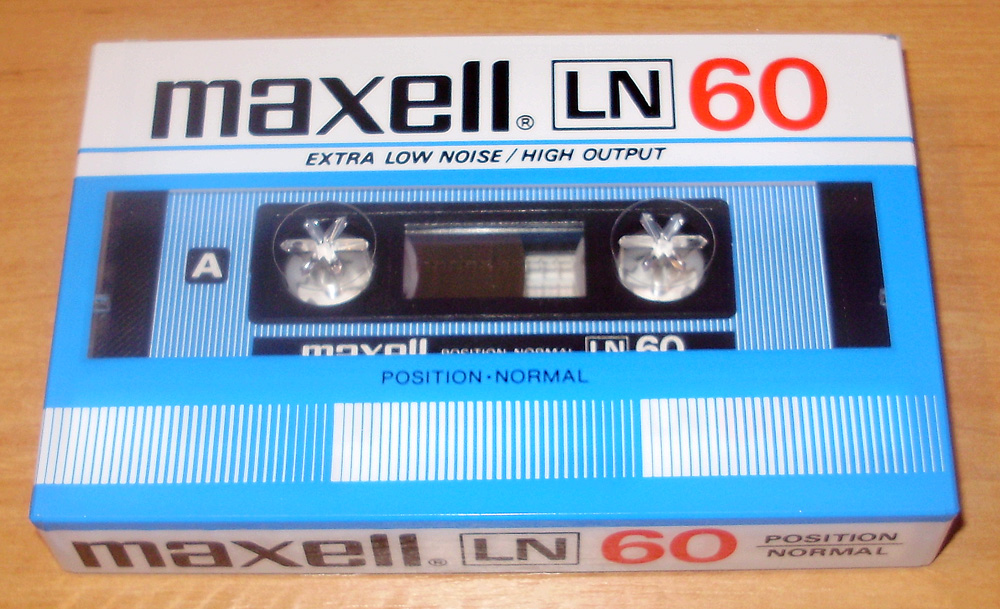 maxell® LN 60
EXTRA LOW NOISE / HIGH OUTPUT
A
maxell POSITION NORMAL LN 60
POSITION·NORMAL
maxell® LN 60 POSITION
NORMAL